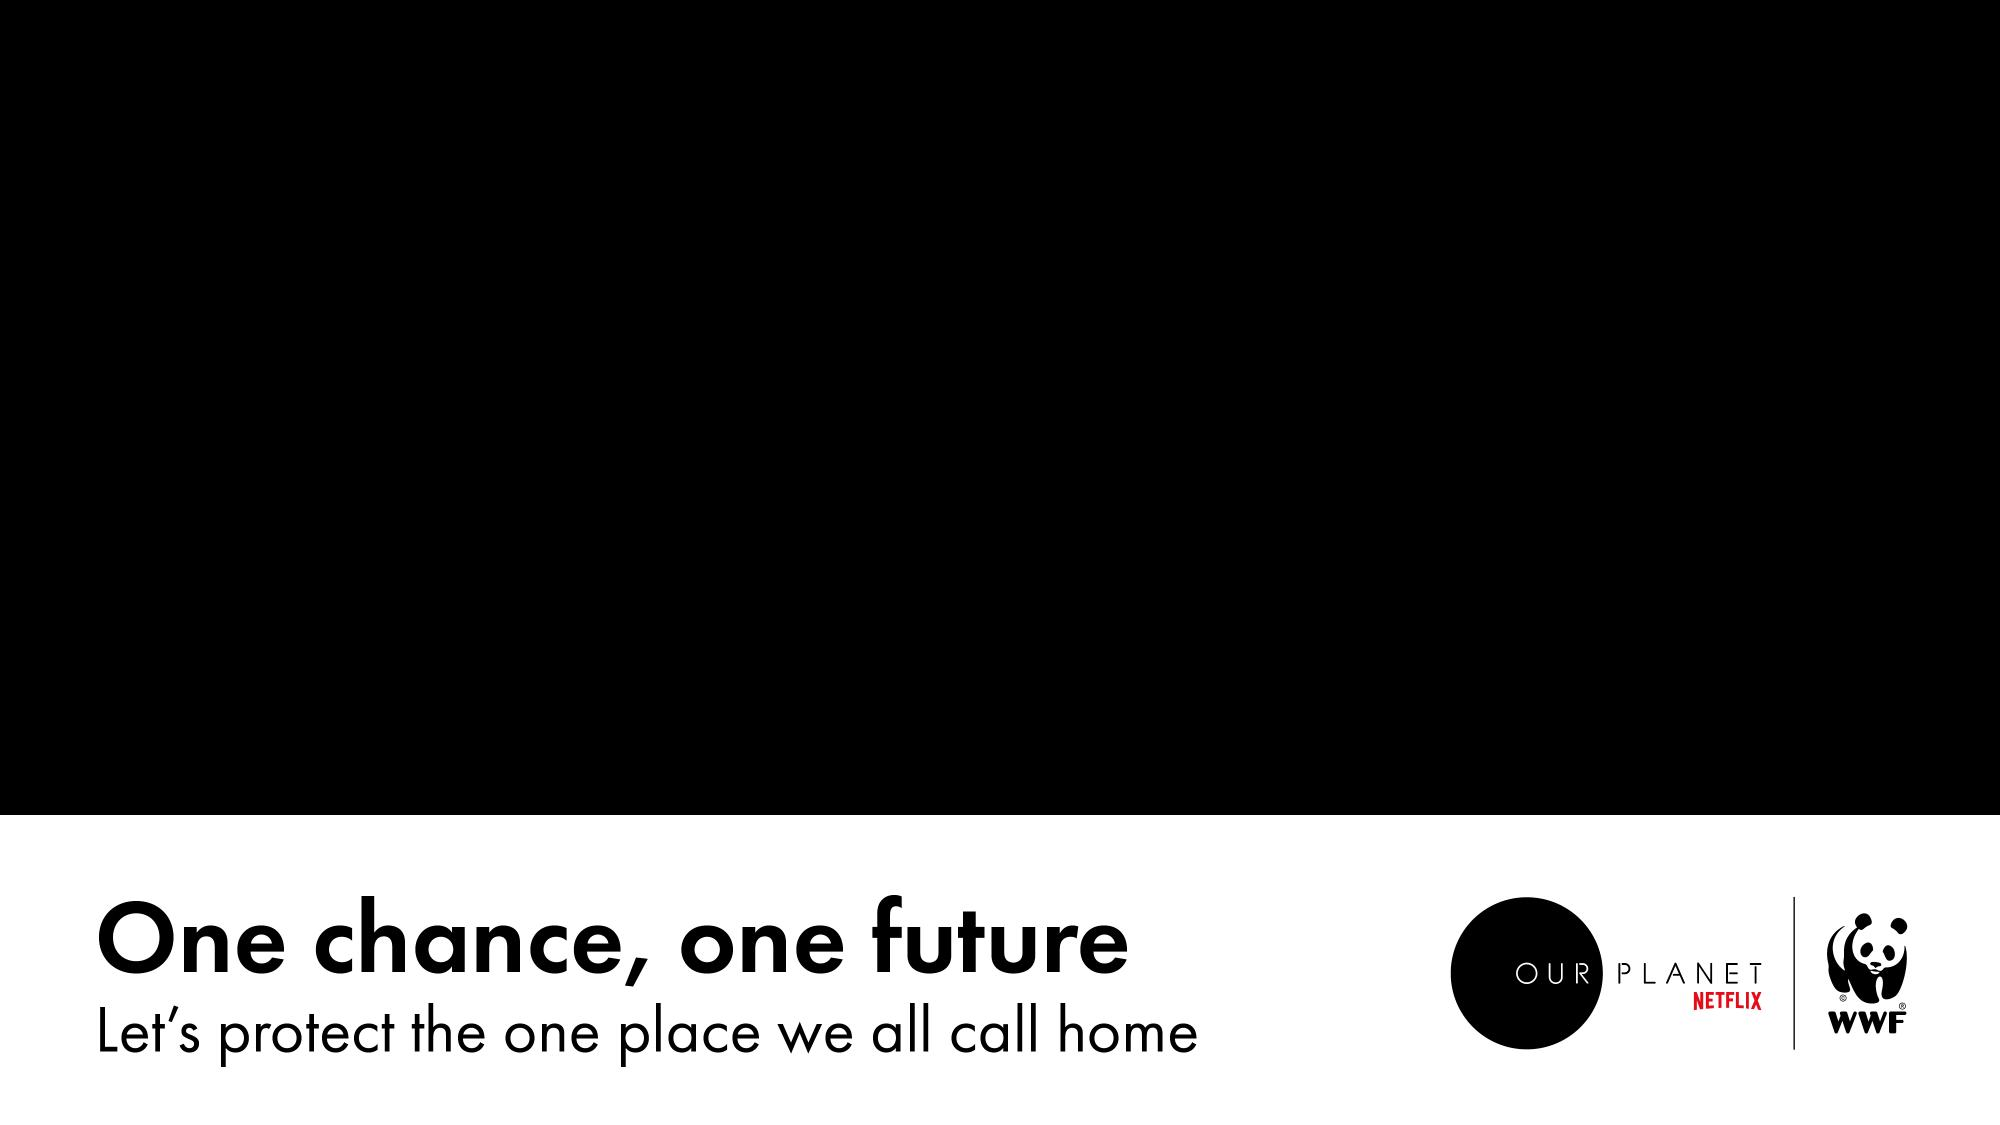 One chance, one future
Let’s protect the one place we all call home
OUR PLANET
NETFLIX
©
®
WWF